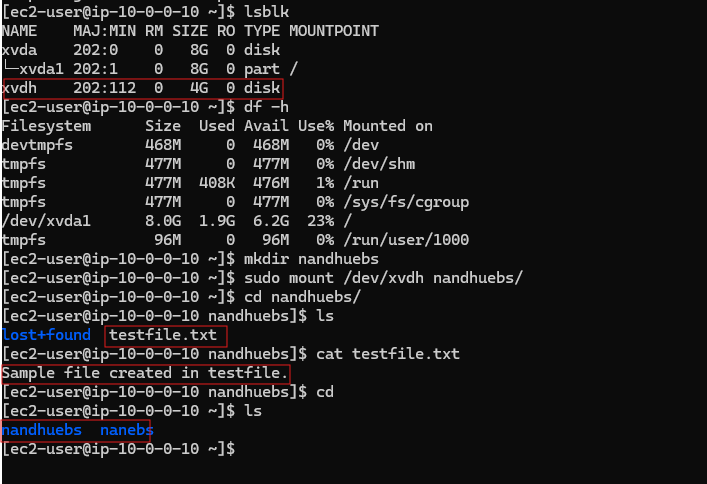 [ec2-user@ip-10-0-0-10 ~]$ lsblk
NAME    MAJ:MIN RM SIZE RO TYPE MOUNTPOINT
xvda    202:0    0   8G  0 disk
└─xvda1 202:1    0   8G  0 part /
xvdh    202:112  0   4G  0 disk
[ec2-user@ip-10-0-0-10 ~]$ df -h
Filesystem      Size  Used Avail Use% Mounted on
devtmpfs        468M     0  468M   0% /dev
tmpfs           477M     0  477M   0% /dev/shm
tmpfs           477M  408K  476M   1% /run
tmpfs           477M     0  477M   0% /sys/fs/cgroup
/dev/xvda1      8.0G  1.9G  6.2G  23% /
tmpfs            96M     0   96M   0% /run/user/1000
[ec2-user@ip-10-0-0-10 ~]$ mkdir nandhuebs
[ec2-user@ip-10-0-0-10 ~]$ sudo mount /dev/xvdh nandhuebs/
[ec2-user@ip-10-0-0-10 ~]$ cd nandhuebs/
[ec2-user@ip-10-0-0-10 nandhuebs]$ ls
lost+found  testfile.txt
[ec2-user@ip-10-0-0-10 nandhuebs]$ cat testfile.txt
Sample file created in testfile.
[ec2-user@ip-10-0-0-10 nandhuebs]$ cd
[ec2-user@ip-10-0-0-10 ~]$ ls
nandhuebs  nanebs
[ec2-user@ip-10-0-0-10 ~]$